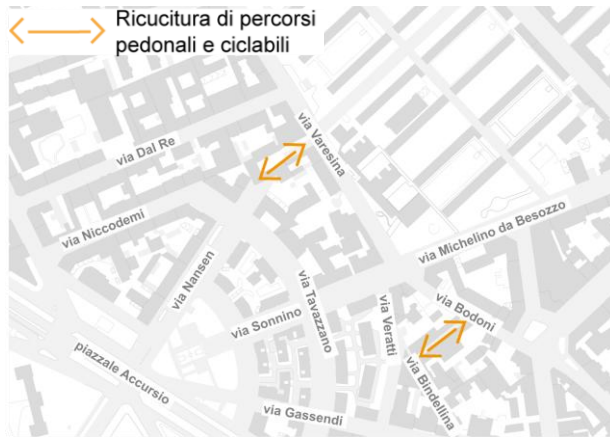 Ricucitura di percorsi
pedonali e ciclabili
via Varesina
via Dal Re
via Niccodemi
via Michelino da Besozzo
via Nansen
via Tavazzano
via Sonnino
via Veratti
via Bodoni
via Bindellina
piazzale Accursio
via Gassendi